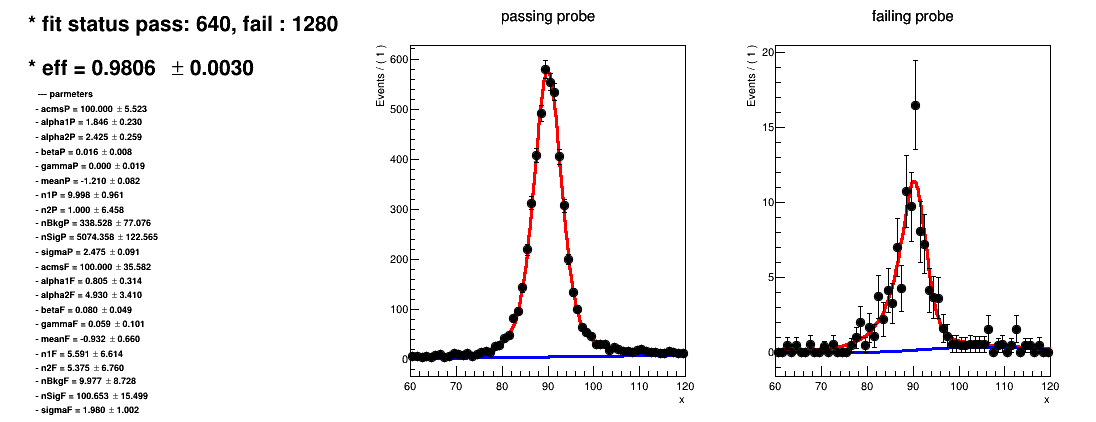 * fit status pass: 640, fail : 1280
* eff = 0.9806 ± 0.0030
--- parmeters
- acmsP = 100.000 ± 5.523
- alpha1P = 1.846 ± 0.230
- alpha2P = 2.425 ± 0.259
- betaP = 0.016 ± 0.008
- gammaP = 0.000 ± 0.019
- meanP = -1.210 ± 0.082
- n1P = 9.998 ± 0.961
- n2P = 1.000 ± 6.458
- nBkgP = 338.528 ± 77.076
- nSigP = 5074.358 ± 122.565
- sigmaP = 2.475 ± 0.091
- acmsF = 100.000 ± 35.582
- alpha1F = 0.805 ± 0.314
- alpha2F = 4.930 ± 3.410
- betaF = 0.080 ± 0.049
- gammaF = 0.059 ± 0.101
- meanF = -0.932 ± 0.660
- n1F = 5.591 ± 6.614
- n2F = 5.375 ± 6.760
- nBkgF = 9.977 ± 8.728
- nSigF = 100.653 ± 15.499
- sigmaF = 1.980 ± 1.002
passing probe
Events / ( 1 )
600
500
400
300
200
100
0
60 70 80 90 100 110 120
x
failing probe
Events / ( 1 )
20
15
10
5
0
60 70 80 90 100 110 120
x